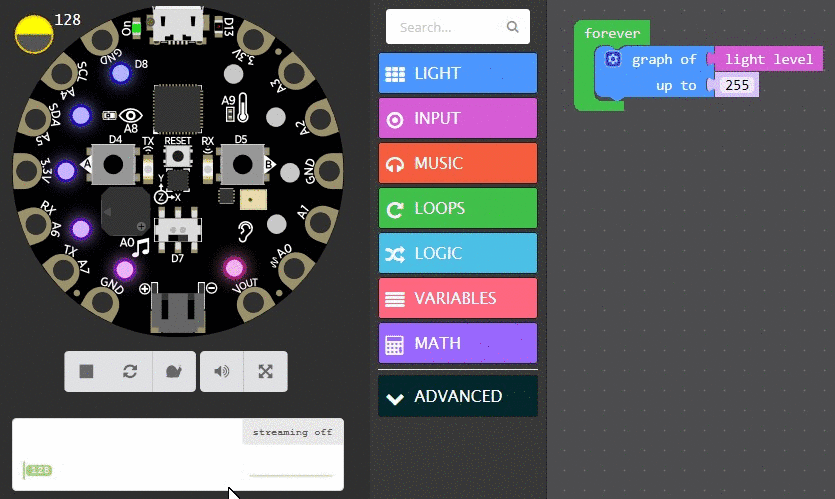 128
ON
D13
GND
D8
3.3V
SCL
A4
A3
SDA
A5
A9
A8
A2
D4
TX
RESET
RX
D5
3.3V
A
B
GND
Y
Z
X
RX
A6
A1
A0
D7
TX
A7
A0
GND
VOUT
streaming off
128
Search...
LIGHT
INPUT
MUSIC
LOOPS
LOGIC
VARIABLES
MATH
ADVANCED
forever
graph of light level
up to 255